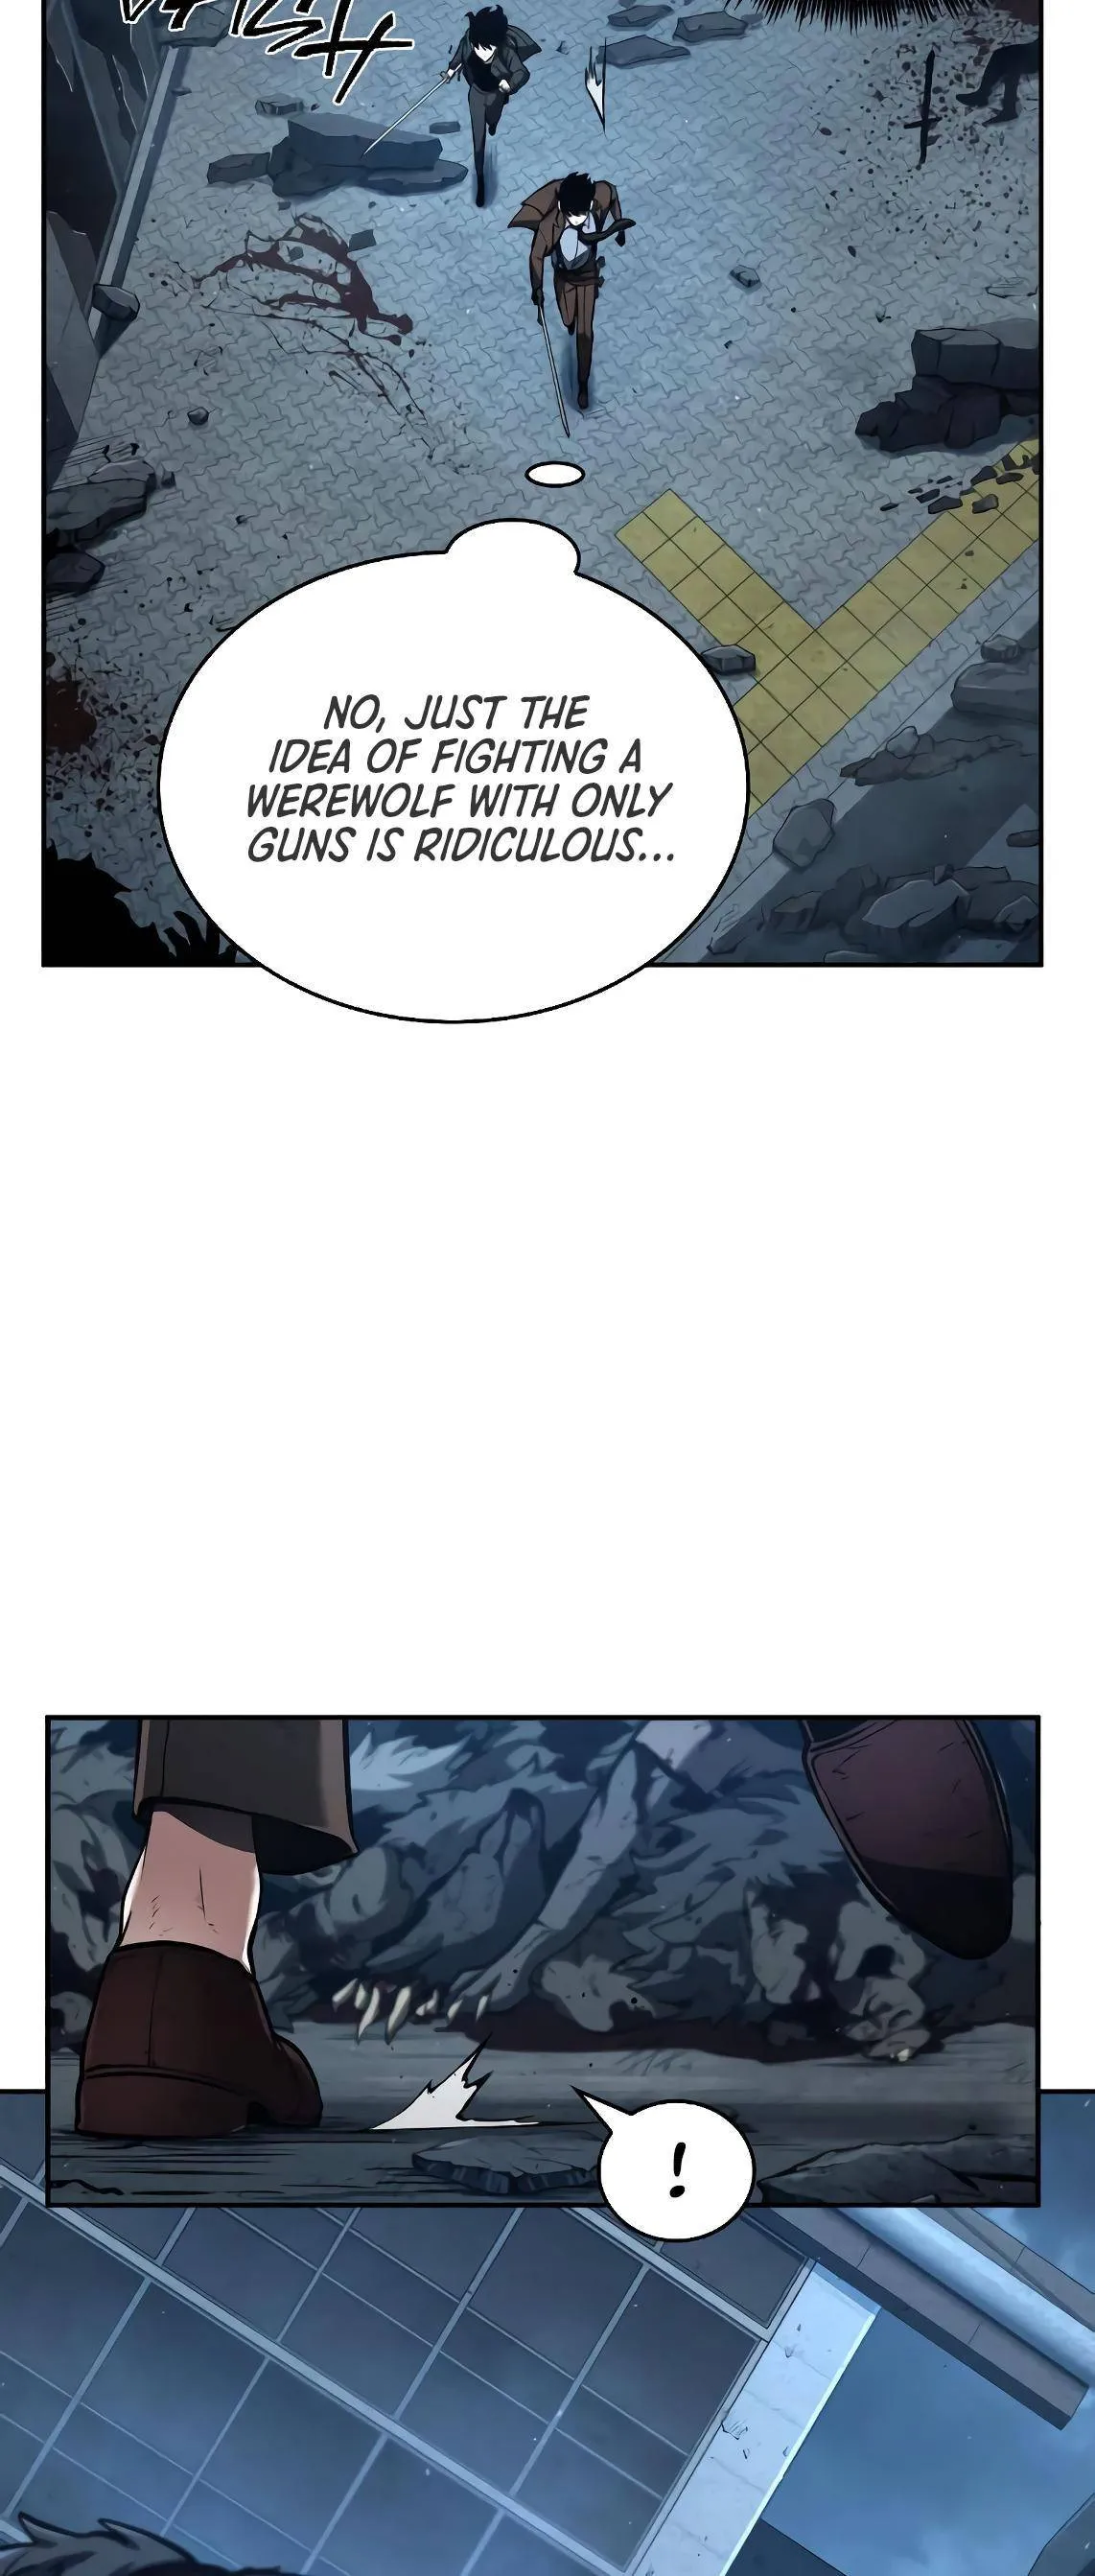 NO, JUST THE
IDEA OF FIGHTING A
WEREWOLF WITH ONLY
GUNS IS RIDICULOUS...
!